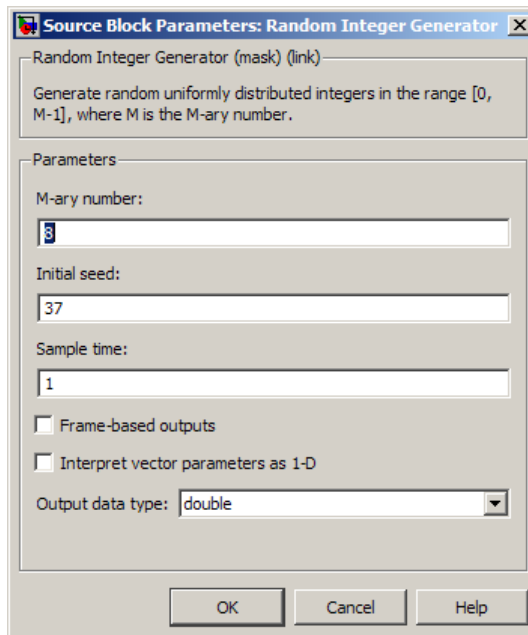 Source Block Parameters: Random Integer Generator
Random Integer Generator (mask) (link)
Generate random uniformly distributed integers in the range [0,
M-1], where M is the M-ary number.
Parameters
M-ary number:
8
Initial seed:
37
Sample time:
1
Frame-based outputs
Interpret vector parameters as 1-D
Output data type: double
OK Cancel Help